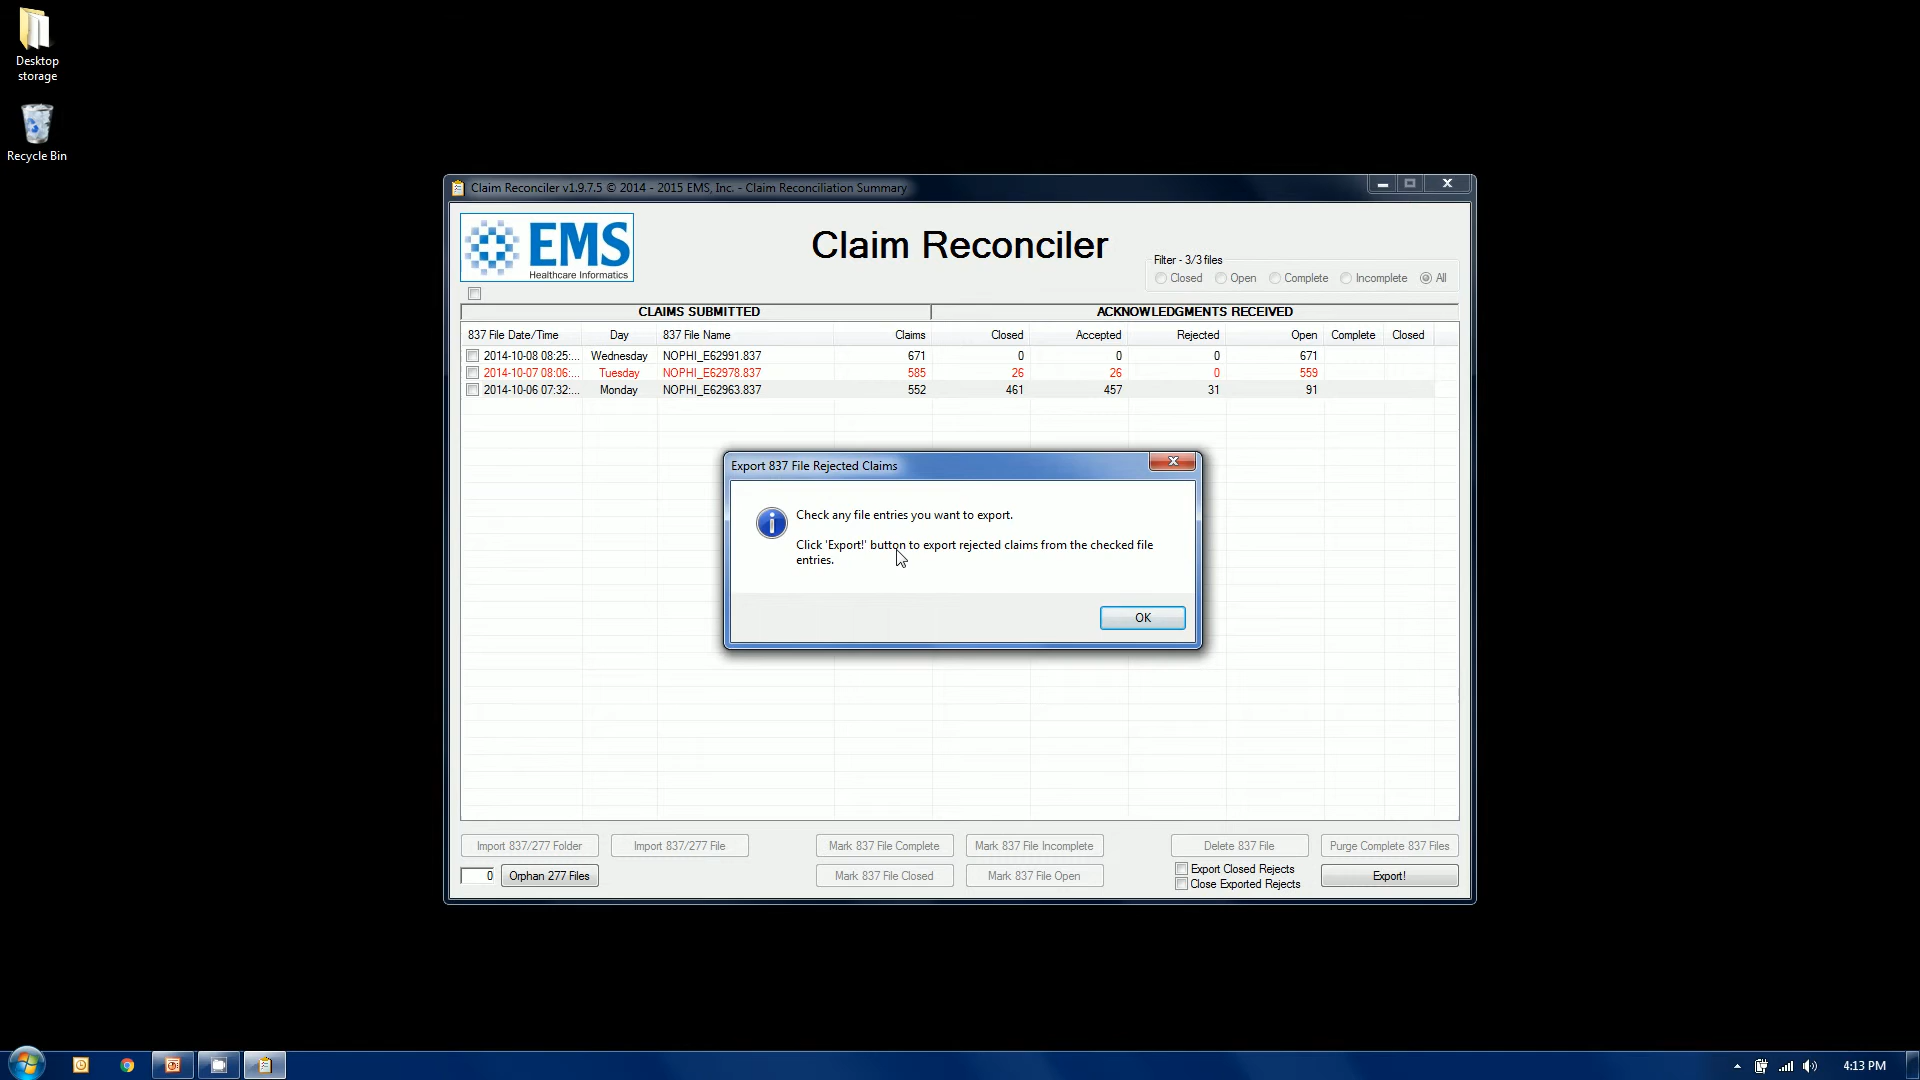 Desktop
storage
Recycle Bin
Claim Reconciler v1.9.7.5 © 2014 - 2015 EMS, Inc. - Claim Reconciliation Summary
EMS
Healthcare Informatics
Claim Reconciler
Filter - 3/3 files
Closed Open Complete Incomplete All
CLAIMS SUBMITTED ACKNOWLEDGMENTS RECEIVED
837 File Date/Time Day 837 File Name Claims Closed Accepted Rejected Open Complete Closed
2014-10-08 08:25:... Wednesday NOPHI_E62991.837 671 0 0 0 671
2014-10-07 08:06:... Tuesday NOPHI_E62978.837 585 26 26 0 559
2014-10-06 07:32:... Monday NOPHI_E62963.837 552 461 457 31 91
Export 837 File Rejected Claims
Check any file entries you want to export.
Click 'Export!' button to export rejected claims from the checked file
entries.
OK
Import 837/277 Folder Import 837/277 File Mark 837 File Complete Mark 837 File Incomplete Delete 837 File Purge Complete 837 Files
0 Orphan 277 Files Mark 837 File Closed Mark 837 File Open Export Closed Rejects Export!
Close Exported Rejects
4:13 PM